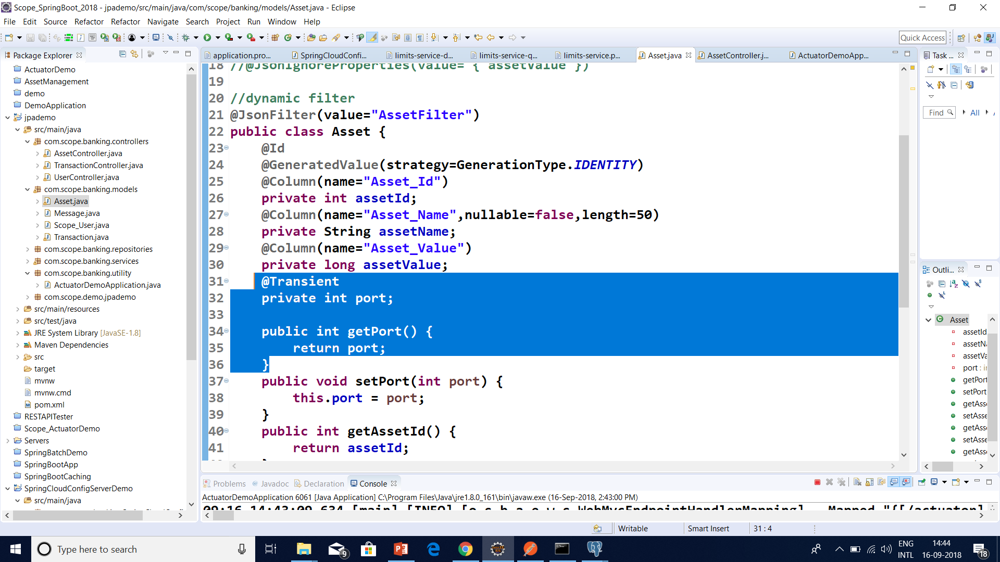 Scope_SpringBoot_2018 - jpademo/src/main/java/com/scope/banking/models/Asset.java - Eclipse
File Edit Source Refactor Refactor Navigate Search Project Run Window Help
Quick Access
Package Explorer
ActuatorDemo
AssetManagement
demo
DemoApplication
jpademo
src/main/java
com.scope.banking.controllers
AssetController.java
TransactionController.java
UserController.java
com.scope.banking.models
Asset.java
Message.java
Scope_User.java
Transaction.java
com.scope.banking.repositories
com.scope.banking.services
com.scope.banking.utility
ActuatorDemoApplication.java
com.scope.demo.jpademo
src/main/resources
src/test/java
JRE System Library [JavaSE-1.8]
Maven Dependencies
src
target
mvnw
mvnw.cmd
pom.xml
RESTAPITester
Scope_ActuatorDemo
Servers
SpringBatchDemo
SpringBootApp
SpringBootCaching
SpringCloudConfigServerDemo
src/main/java
application.pro... SpringCloudConfi... limits-service-d... limits-service-q... limits-service.p... Asset.java AssetController.j... ActuatorDemoApp...
18 //@JsonIgnoreProperties(value= { assetValue })
19
20 //dynamic filter
21 @JsonFilter(value="AssetFilter")
22 public class Asset {
23 @Id
24 @GeneratedValue(strategy=GenerationType.IDENTITY)
25 @Column(name="Asset_Id")
26 private int assetId;
27 @Column(name="Asset_Name",nullable=false,length=50)
28 private String assetName;
29 @Column(name="Asset_Value")
30 private long assetValue;
31 @Transient
32 private int port;
33
34 public int getPort() {
35 return port;
36 }
37 public void setPort(int port) {
38 this.port = port;
39 }
40 public int getAssetId() {
41 return assetId;
Task ...
Find All
Outli...
Asset
assetId
assetN
assetVa
port : i
getPort
setPort
getAss
setAsse
getAss
setAsse
getAss
Problems Javadoc Declaration Console
ActuatorDemoApplication 6061 [Java Application] C:\Program Files\Java\jre1.8.0_161\bin\javaw.exe (16-Sep-2018, 2:43:00 PM)
09:16 14:43:09.634 [main] [INFO] [o.s.b.a.e.w.s.WebMvcEndpointHandlerMapping] - Mapped "{[/actuator]
Writable Smart Insert 31 : 4
Type here to search
9
ENG
INTL
14:44
16-09-2018
18